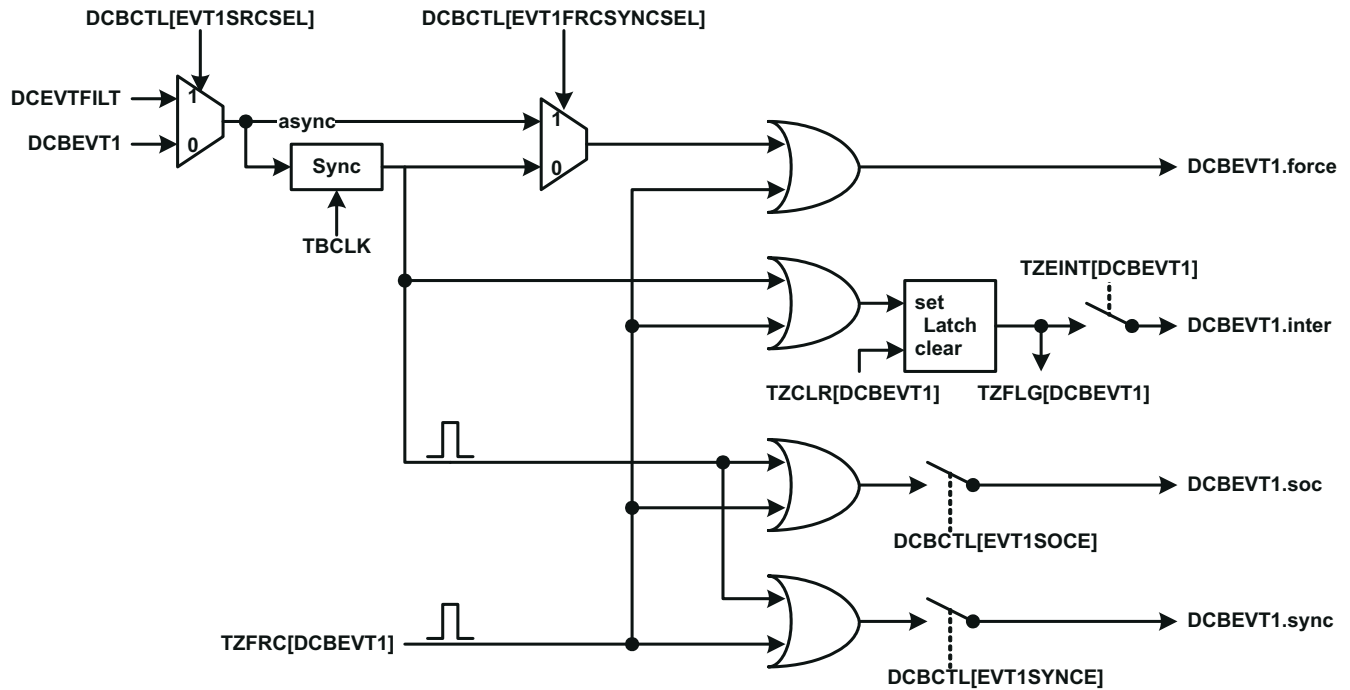 DCBCTL[EVT1SRCSEL]
DCBCTL[EVT1FRCSYNCSEL]
DCEVTFILT
1
DCBEVT1
0
async
1
0
Sync
TBCLK
DCBEVT1.force
TZEINT[DCBEVT1]
set
Latch
clear
DCBEVT1.inter
TZCLR[DCBEVT1]
TZFLG[DCBEVT1]
DCBEVT1.soc
DCBCTL[EVT1SOCE]
DCBEVT1.sync
TZFRC[DCBEVT1]
DCBCTL[EVT1SYNCE]